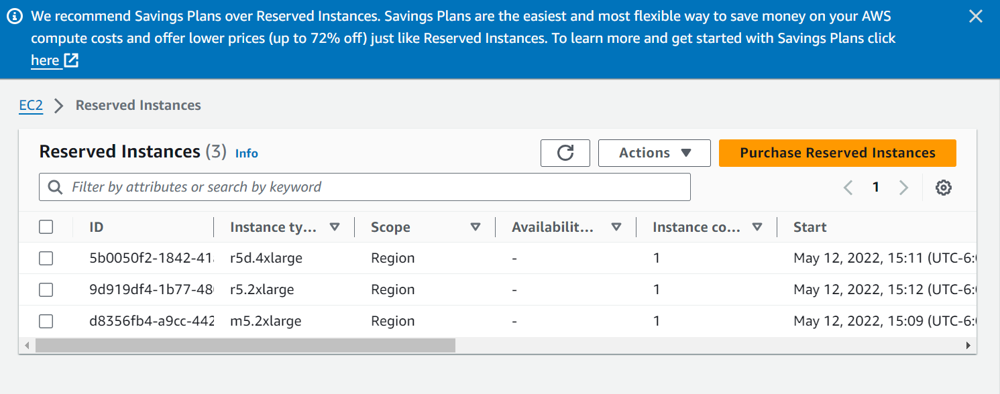 We recommend Savings Plans over Reserved Instances. Savings Plans are the easiest and most flexible way to save money on your AWS
compute costs and offer lower prices (up to 72% off) just like Reserved Instances. To learn more and get started with Savings Plans click
here
EC2 Reserved Instances
Reserved Instances (3) Info Actions Purchase Reserved Instances
Filter by attributes or search by keyword 1
ID Instance ty... Scope Availabilit... Instance co... Start
5b0050f2-1842-41 r5d.4xlarge Region - 1 May 12, 2022, 15:11 (UTC-6:
9d919df4-1b77-48 r5.2xlarge Region - 1 May 12, 2022, 15:12 (UTC-6:
d8356fb4-a9cc-442 m5.2xlarge Region - 1 May 12, 2022, 15:09 (UTC-6: